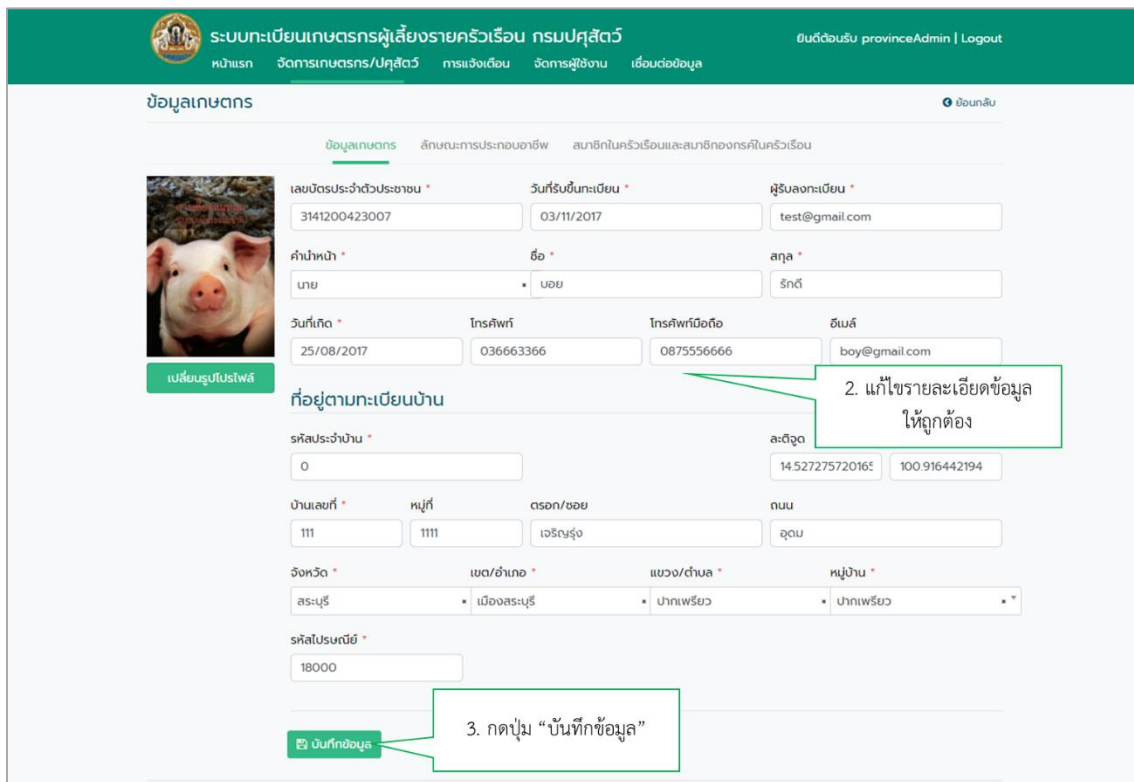 ระบบทะเบียนเกษตรกรผู้เลี้ยงรายครัวเรือน กรมปศุสัตว์
ยินดีต้อนรับ provinceAdmin | Logout
หน้าแรก จัดการเกษตรกร/ปศุสัตว์ การแจ้งเตือน จัดการผู้ใช้งาน เชื่อมต่อข้อมูล
ข้อมูลเกษตกร
ย้อนกลับ
ข้อมูลเกษตกร ลักษณะการประกอบอาชีพ สมาชิกในครัวเรือนและสมาชิกองกรค์ในครัวเรือน
เลขบัตรประจำตัวประชาชน * วันที่รับขึ้นทะเบียน * ผู้รับลงทะเบียน *
3141200423007 03/11/2017 test@gmail.com
คำนำหน้า * ชื่อ * สกุล *
นาย × บอย รักดี
วันที่เกิด * โทรศัพท์ โทรศัพท์มือถือ อีเมล์
25/08/2017 036663366 0875556666 boy@gmail.com
เปลี่ยนรูปโปรไฟล์
2. แก้ไขรายละเอียดข้อมูล
ให้ถูกต้อง
ที่อยู่ตามทะเบียนบ้าน
รหัสประจำบ้าน * ละติจูด
0 14.527275720165 100.916442194
บ้านเลขที่ * หมู่ที่ ตรอก/ซอย ถนน
111 1111 เจริญรุ่ง อุดม
จังหวัด * เขต/อำเภอ * แขวง/ตำบล * หมู่บ้าน *
สระบุรี × เมืองสระบุรี × ปากเพรียว × ปากเพรียว ×
รหัสไปรษณีย์ *
18000
3. กดปุ่ม “บันทึกข้อมูล”
บันทึกข้อมูล